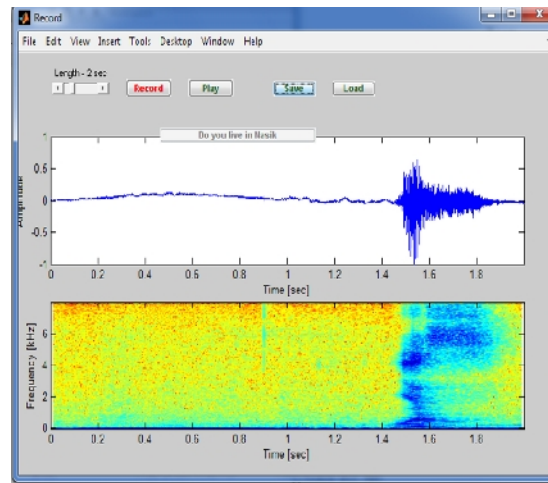 Record
File Edit View Insert Tools Desktop Window Help
Length - 2 sec
Record Play Save Load
Do you live in Nasik
1
0.5
0
-0.5
-1
Amplitude
0 0.2 0.4 0.6 0.8 1 1.2 1.4 1.6 1.8
Time [sec]
6
4
2
0
Frequency [kHz]
0 0.2 0.4 0.6 0.8 1 1.2 1.4 1.6 1.8
Time [sec]